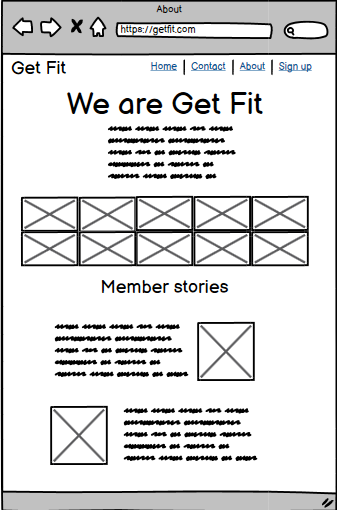 About
https://getfit.com
Get Fit
Home | Contact | About | Sign up
We are Get Fit
Member stories